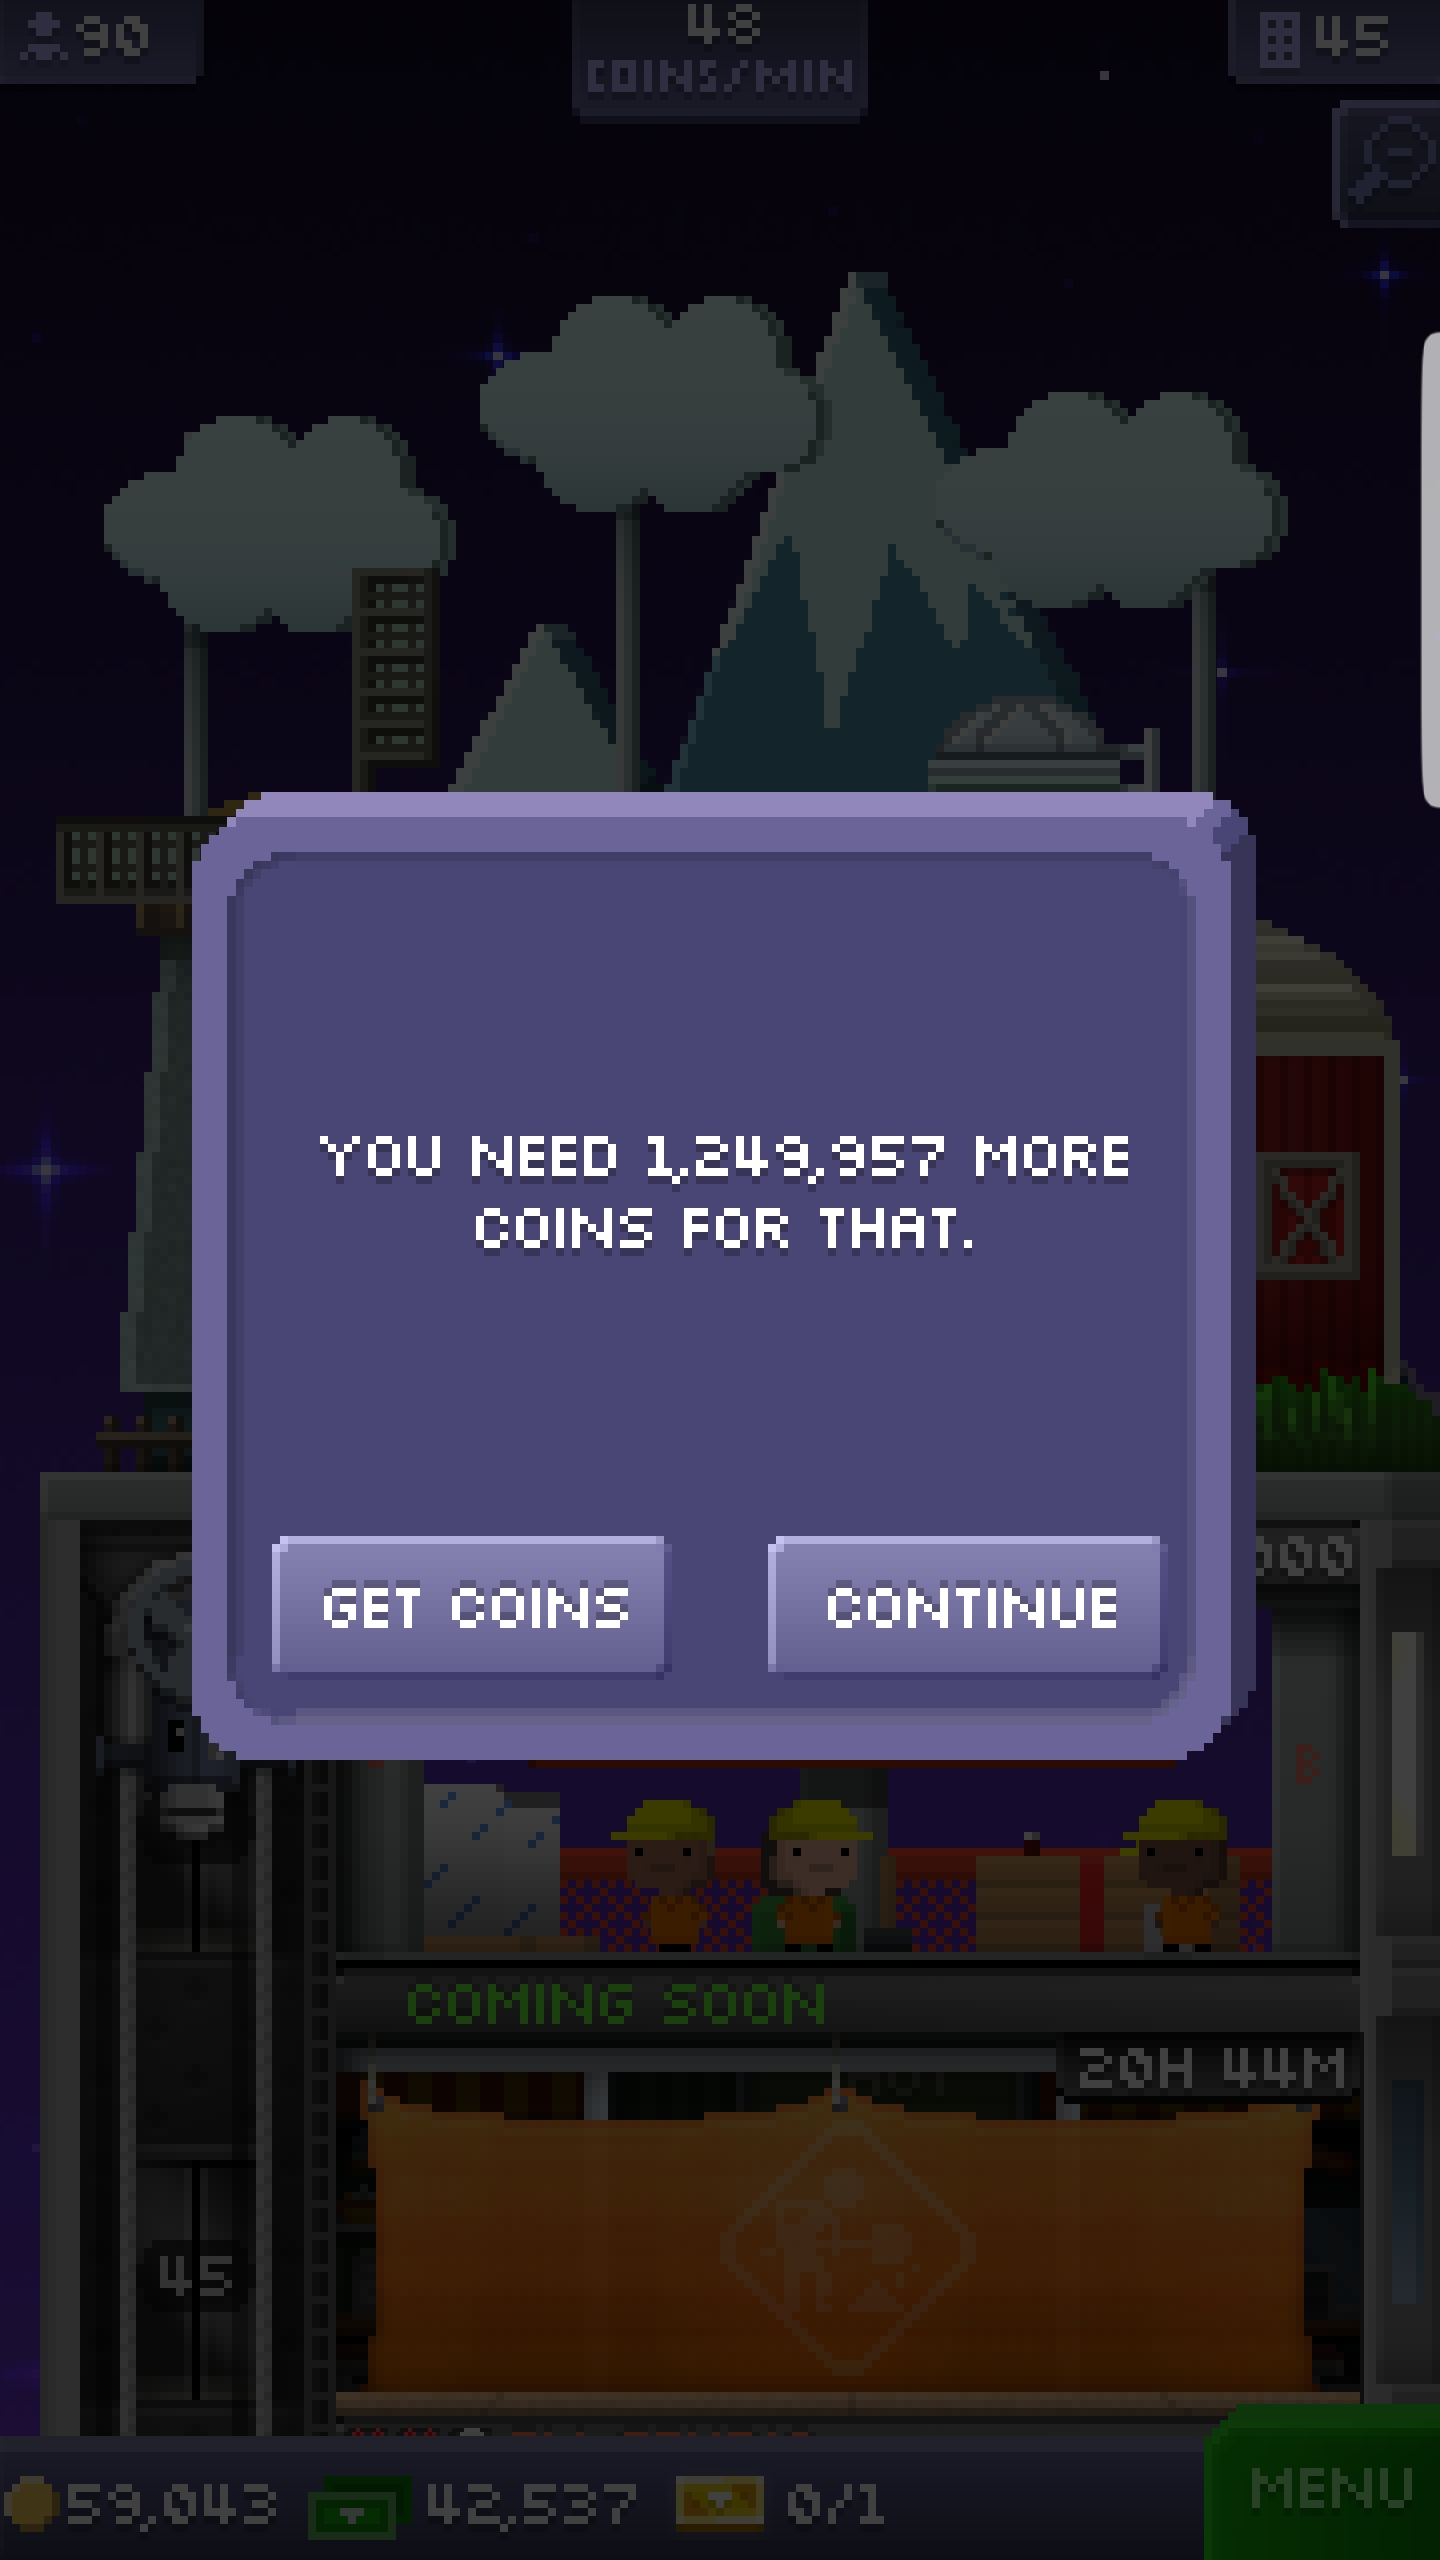 90
48
COINS/MIN
45
YOU NEED 1,249,957 MORE
COINS FOR THAT.
GET COINS
CONTINUE
000
B
COMING SOON
20H 44M
45
59,043
42,537
0/1
MENU